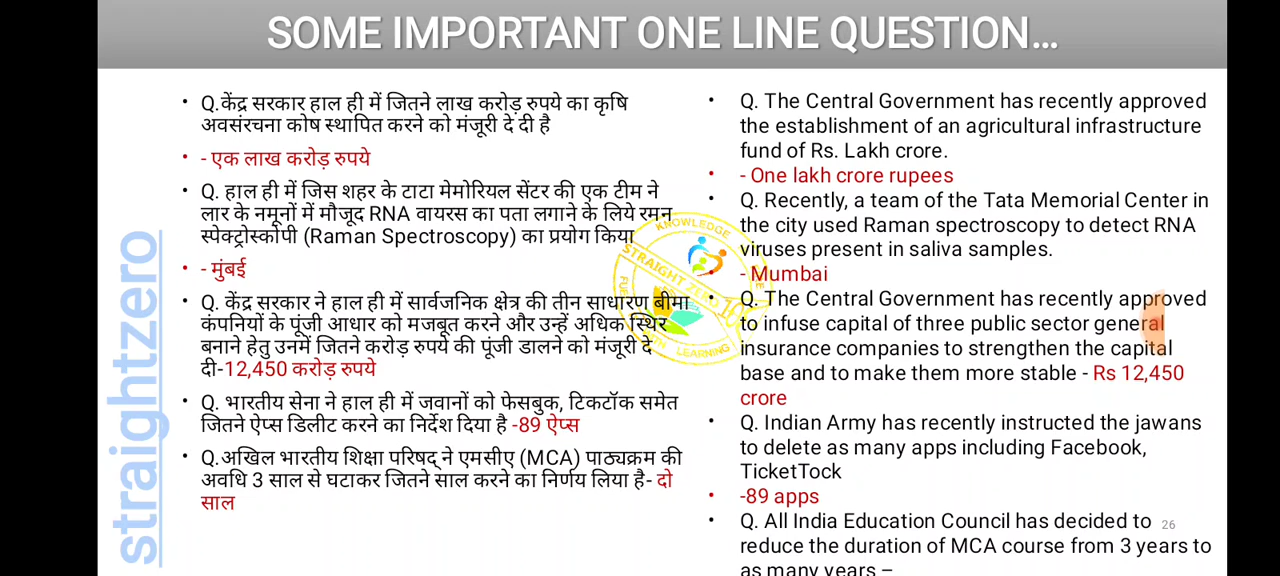 SOME IMPORTANT ONE LINE QUESTION...
• Q.केंद्र सरकार हाल ही में जितने लाख करोड़ रुपये का कृषि
अवसंरचना कोष स्थापित करने को मंजूरी दे दी है
• - एक लाख करोड़ रुपये
• Q. हाल ही में जिस शहर के टाटा मेमोरियल सेंटर की एक टीम ने
लार के नमूनों में मौजूद RNA वायरस का पता लगाने के लिये रमन
स्पेक्ट्रोस्कोपी (Raman Spectroscopy) का प्रयोग किया
• - मुंबई
• Q. केंद्र सरकार ने हाल ही में सार्वजनिक क्षेत्र की तीन साधारण बीमा
कंपनियों के पूंजी आधार को मजबूत करने और उन्हें अधिक स्थिर
बनाने हेतु उनमें जितने करोड़ रुपये की पूंजी डालने को मंजूरी दे
दी-12,450 करोड़ रुपये
• Q. भारतीय सेना ने हाल ही में जवानों को फेसबुक, टिकटॉक समेत
जितने ऐप्स डिलीट करने का निर्देश दिया है -89 ऐप्स
• Q.अखिल भारतीय शिक्षा परिषद् ने एमसीए (MCA) पाठ्यक्रम की
अवधि 3 साल से घटाकर जितने साल करने का निर्णय लिया है- दो
साल
• Q. The Central Government has recently approved
the establishment of an agricultural infrastructure
fund of Rs. Lakh crore.
• - One lakh crore rupees
• Q. Recently, a team of the Tata Memorial Center in
the city used Raman spectroscopy to detect RNA
viruses present in saliva samples.
• - Mumbai
• Q. The Central Government has recently approved
to infuse capital of three public sector general
insurance companies to strengthen the capital
base and to make them more stable - Rs 12,450
crore
• Q. Indian Army has recently instructed the jawans
to delete as many apps including Facebook,
TicketTock
• -89 apps
• Q. All India Education Council has decided to
reduce the duration of MCA course from 3 years to
as many years –
26
straightzero
KNOWLEDGE
STRAIGHT ZERO
LEARNING